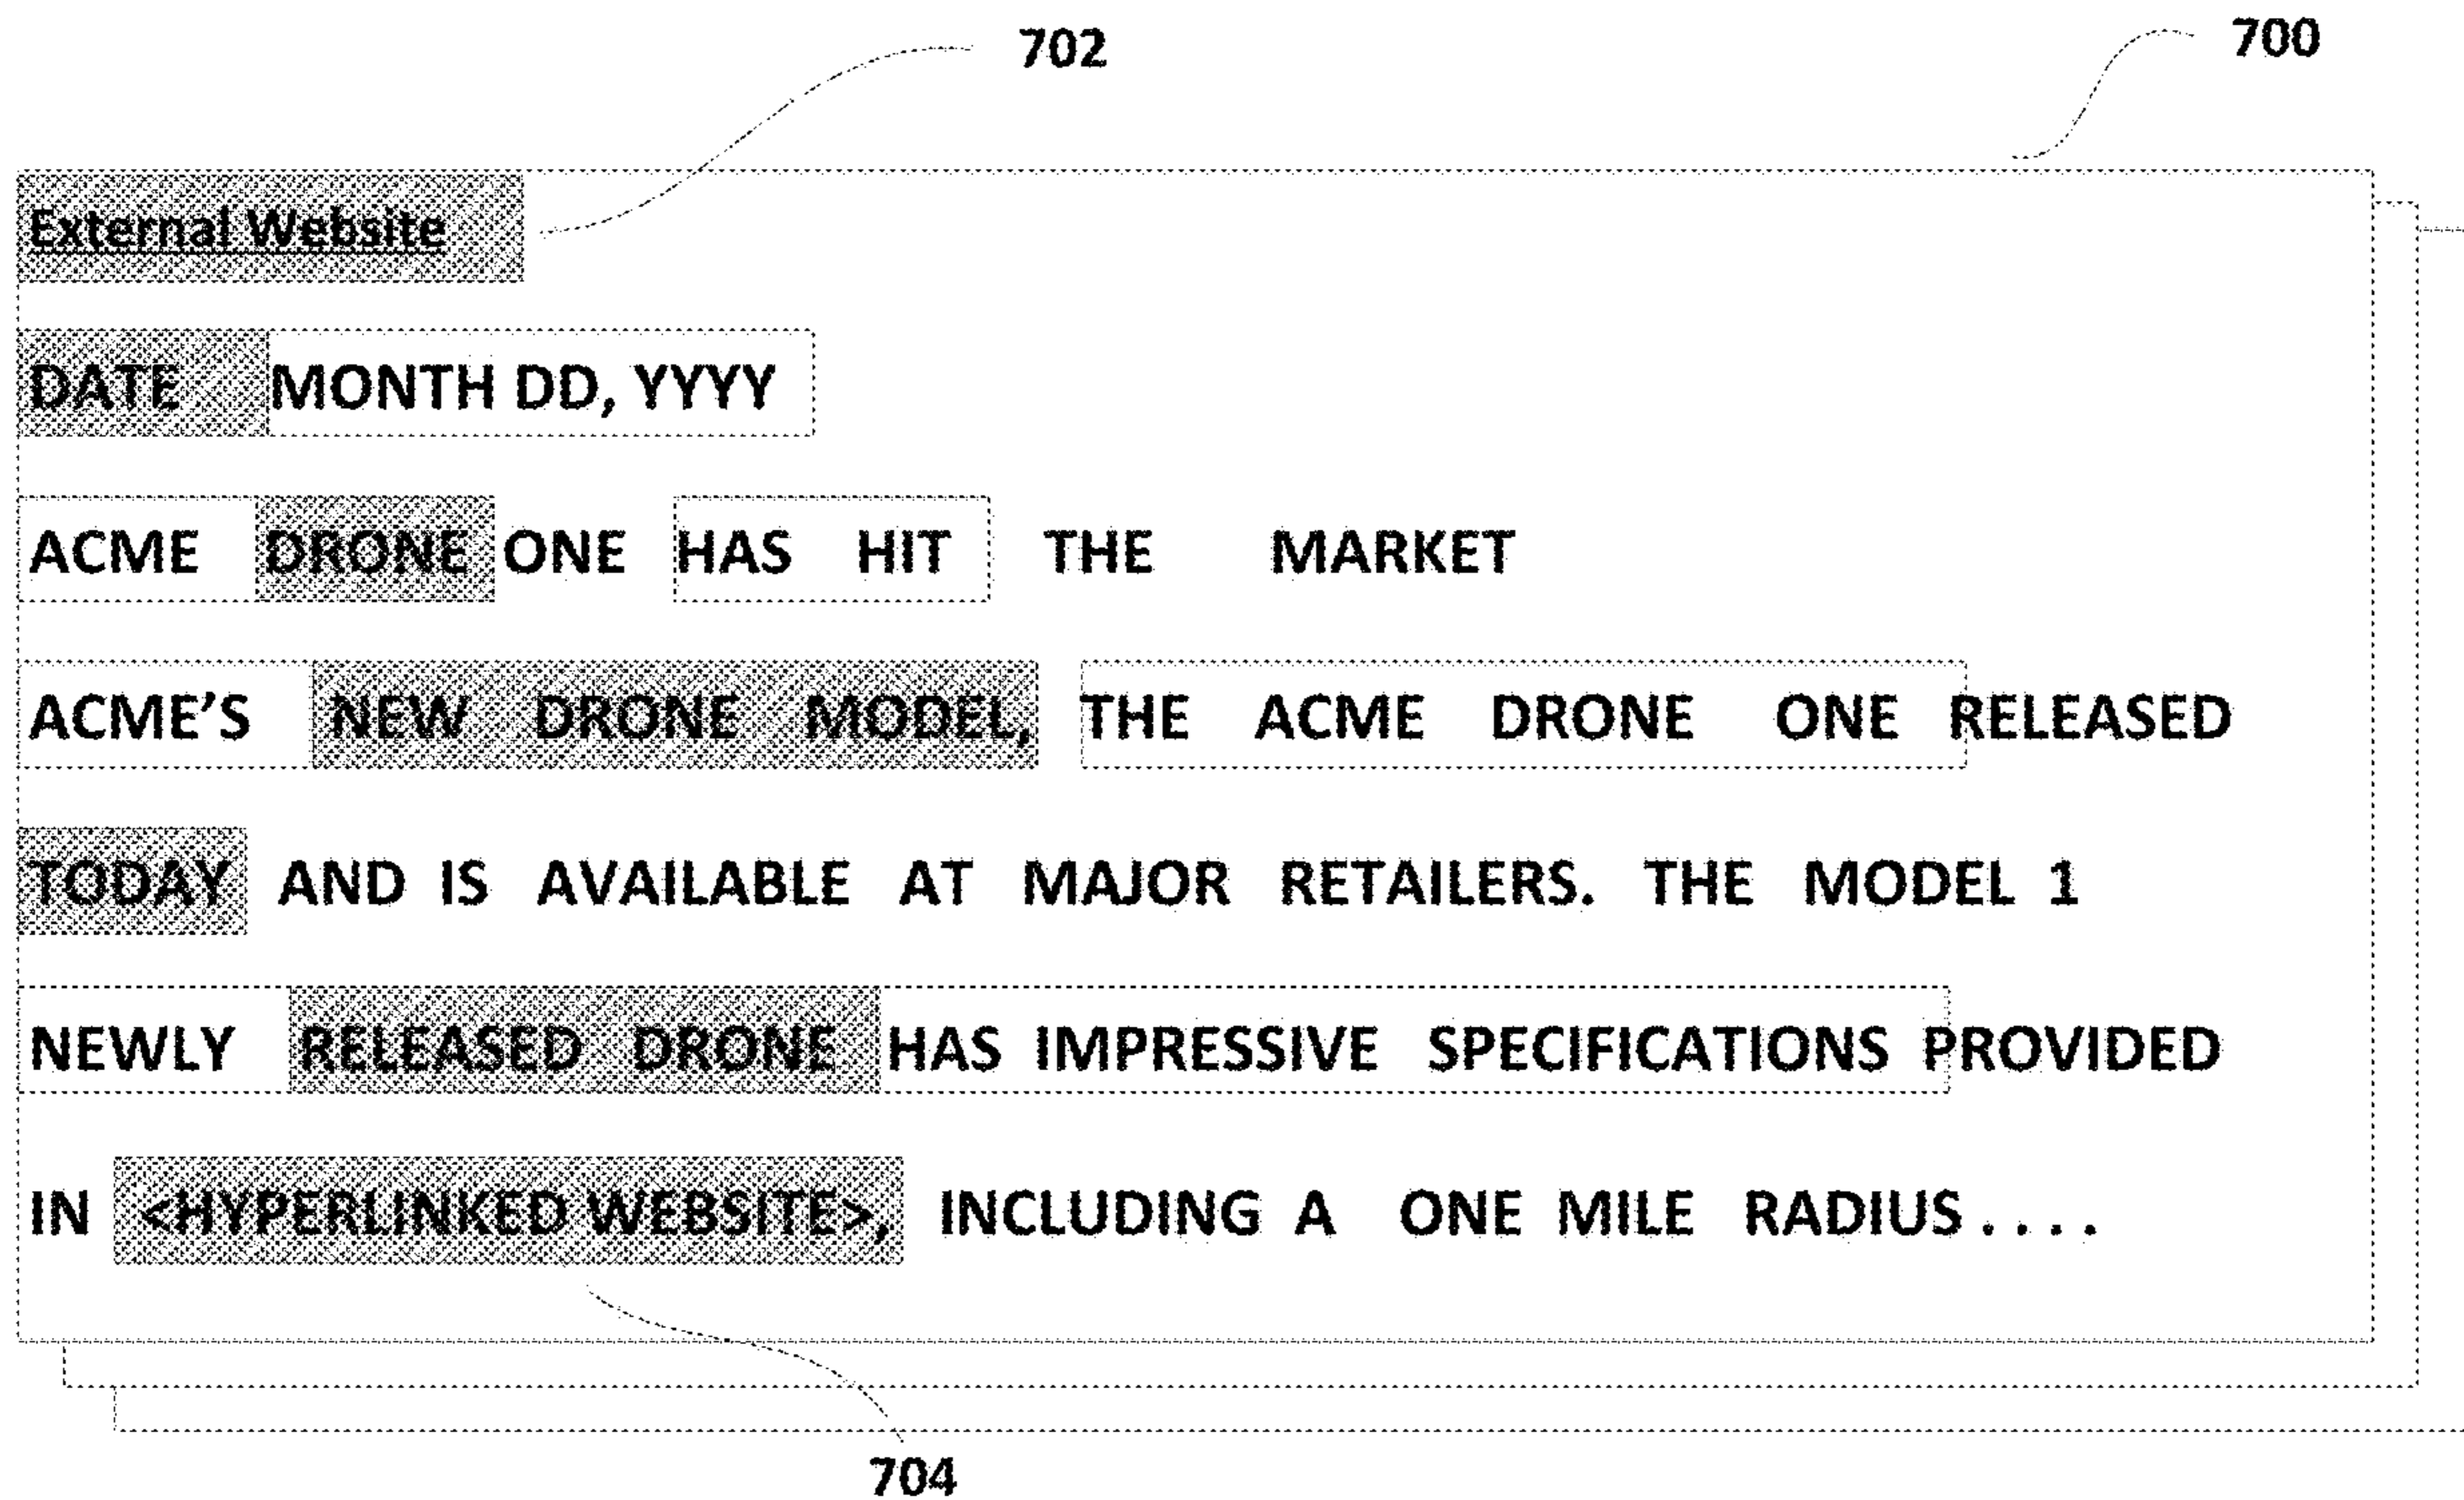 702
700
External Website
DATE MONTH DD, YYYY
ACME DRONE ONE HAS HIT THE MARKET
ACME'S NEW DRONE MODEL, THE ACME DRONE ONE RELEASED
TODAY AND IS AVAILABLE AT MAJOR RETAILERS. THE MODEL 1
NEWLY RELEASED DRONE HAS IMPRESSIVE SPECIFICATIONS PROVIDED
IN <HYPERLINKED WEBSITE>, INCLUDING A ONE MILE RADIUS . . . .
704